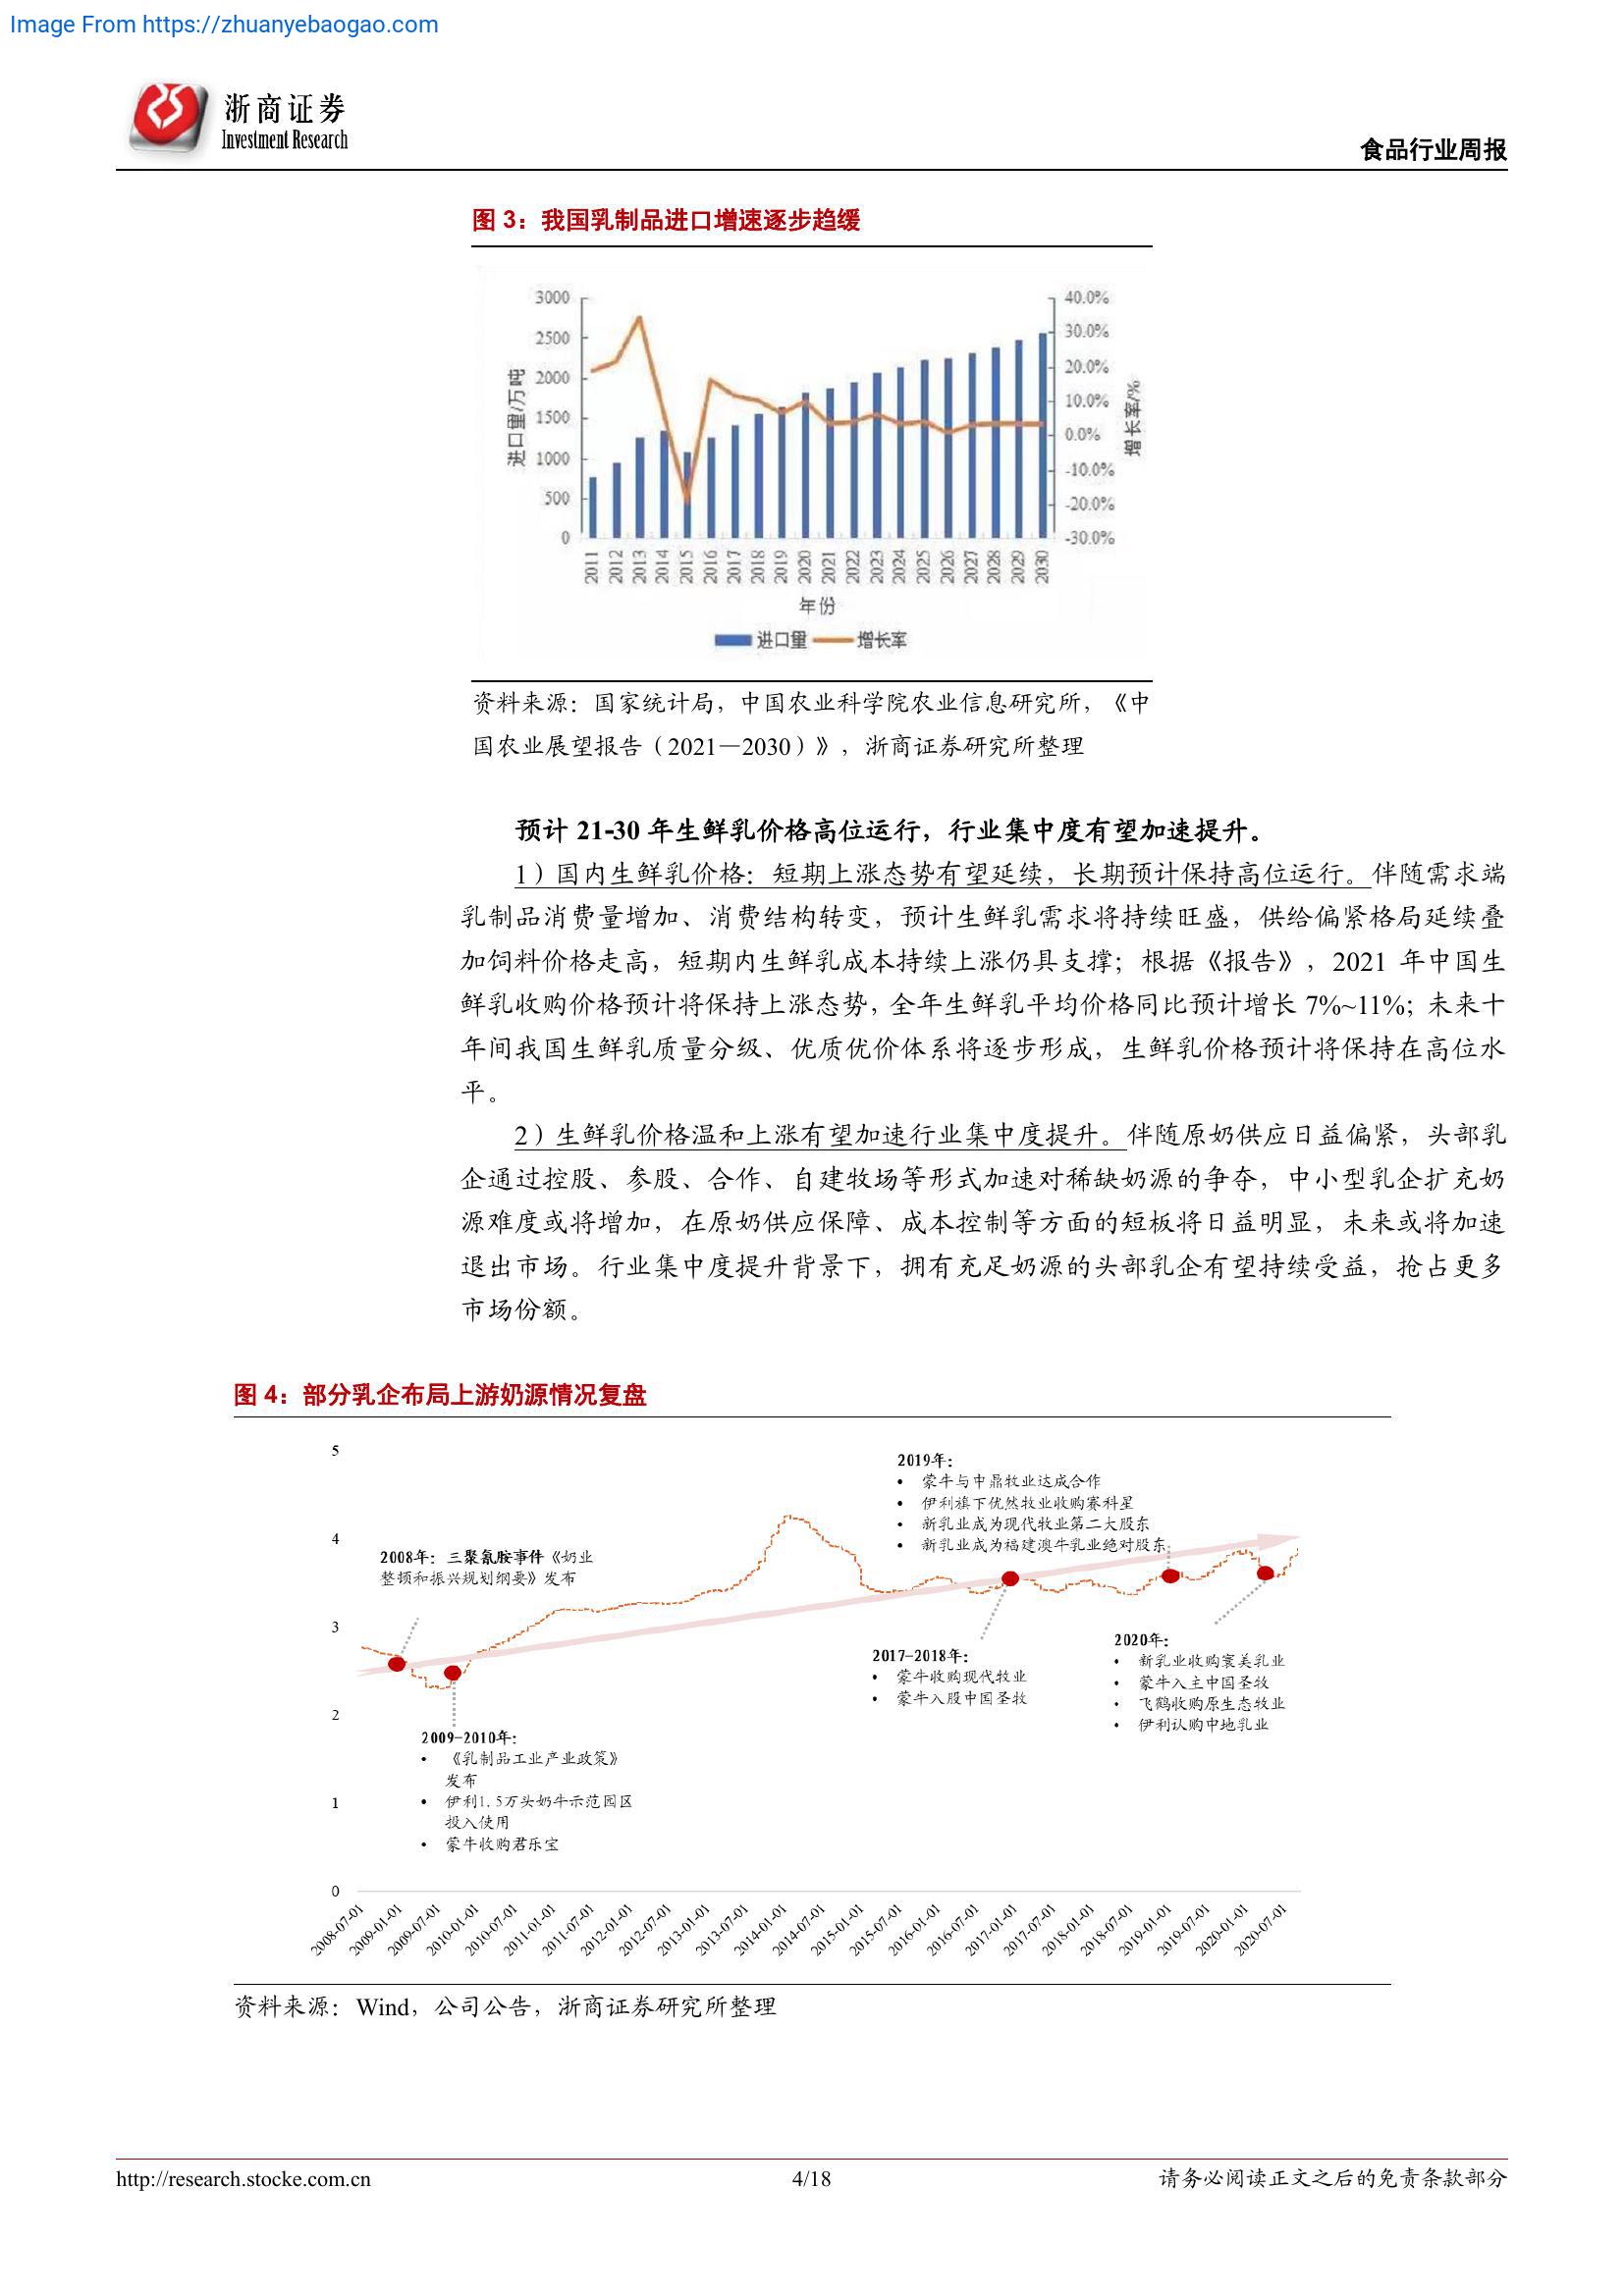 Image From https://zhuanyebaogao.com
浙商证券
Investment Research
食品行业周报
图 3：我国乳制品进口增速逐步趋缓
3000
2500
2000
1500
1000
500
0
进口量/万吨
40.0%
30.0%
20.0%
10.0%
0.0%
-10.0%
-20.0%
-30.0%
增长率/%
2011 2012 2013 2014 2015 2016 2017 2018 2019 2020 2021 2022 2023 2024 2025 2026 2027 2028 2029 2030
年份
进口量 增长率
资料来源：国家统计局，中国农业科学院农业信息研究所，《中
国农业展望报告（2021—2030）》，浙商证券研究所整理
预计 21-30 年生鲜乳价格高位运行，行业集中度有望加速提升。
1）国内生鲜乳价格：短期上涨态势有望延续，长期预计保持高位运行。伴随需求端
乳制品消费量增加、消费结构转变，预计生鲜乳需求将持续旺盛，供给偏紧格局延续叠
加饲料价格走高，短期内生鲜乳成本持续上涨仍具支撑；根据《报告》，2021 年中国生
鲜乳收购价格预计将保持上涨态势，全年生鲜乳平均价格同比预计增长 7%~11%；未来十
年间我国生鲜乳质量分级、优质优价体系将逐步形成，生鲜乳价格预计将保持在高位水
平。
2）生鲜乳价格温和上涨有望加速行业集中度提升。伴随原奶供应日益偏紧，头部乳
企通过控股、参股、合作、自建牧场等形式加速对稀缺奶源的争夺，中小型乳企扩充奶
源难度或将增加，在原奶供应保障、成本控制等方面的短板将日益明显，未来或将加速
退出市场。行业集中度提升背景下，拥有充足奶源的头部乳企有望持续受益，抢占更多
市场份额。
图 4：部分乳企布局上游奶源情况复盘
5
4
3
2
1
0
2008年：三聚氰胺事件《奶业
整顿和振兴规划纲要》发布
2009-2010年：
• 《乳制品工业产业政策》
发布
• 伊利1.5万头奶牛示范园区
投入使用
• 蒙牛收购君乐宝
2019年：
• 蒙牛与中鼎牧业达成合作
• 伊利旗下优然牧业收购赛科星
• 新乳业成为现代牧业第二大股东
• 新乳业成为福建澳牛乳业绝对股东
2017-2018年：
• 蒙牛收购现代牧业
• 蒙牛入股中国圣牧
2020年：
• 新乳业收购寰美乳业
• 蒙牛入主中国圣牧
• 飞鹤收购原生态牧业
• 伊利认购中地乳业
2008-07-01 2009-01-01 2009-07-01 2010-01-01 2010-07-01 2011-01-01 2011-07-01 2012-01-01 2012-07-01 2013-01-01 2013-07-01 2014-01-01 2014-07-01 2015-01-01 2015-07-01 2016-01-01 2016-07-01 2017-01-01 2017-07-01 2018-01-01 2018-07-01 2019-01-01 2019-07-01 2020-01-01 2020-07-01
资料来源：Wind，公司公告，浙商证券研究所整理
http://research.stocke.com.cn
4/18
请务必阅读正文之后的免责条款部分